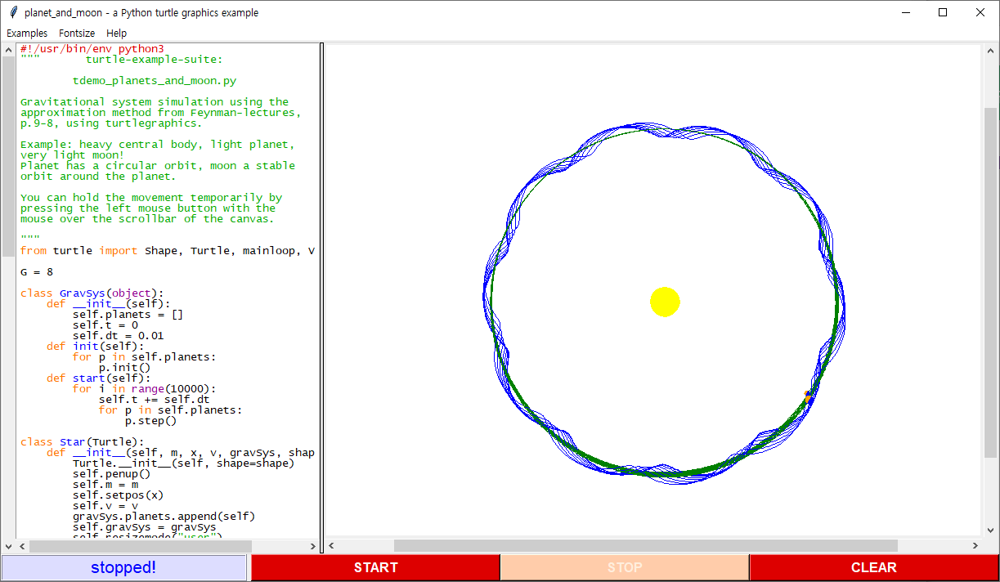 planet_and_moon - a Python turtle graphics example
Examples Fontsize Help
#!/usr/bin/env python3
""" turtle-example-suite:
tdemo_planets_and_moon.py
Gravitational system simulation using the
approximation method from Feynman-lectures,
p.9-8, using turtlegraphics.
Example: heavy central body, light planet,
very light moon!
Planet has a circular orbit, moon a stable
orbit around the planet.
You can hold the movement temporarily by
pressing the left mouse button with the
mouse over the scrollbar of the canvas.
"""
from turtle import Shape, Turtle, mainloop, V
G = 8
class GravSys(object):
def __init__(self):
self.planets = []
self.t = 0
self.dt = 0.01
def init(self):
for p in self.planets:
p.init()
def start(self):
for i in range(10000):
self.t += self.dt
for p in self.planets:
p.step()
class Star(Turtle):
def __init__(self, m, x, v, gravSys, shap
Turtle.__init__(self, shape=shape)
self.penup()
self.m = m
self.setpos(x)
self.v = v
gravSys.planets.append(self)
self.gravSys = gravSys
self.resizemode("user")
stopped! START STOP CLEAR